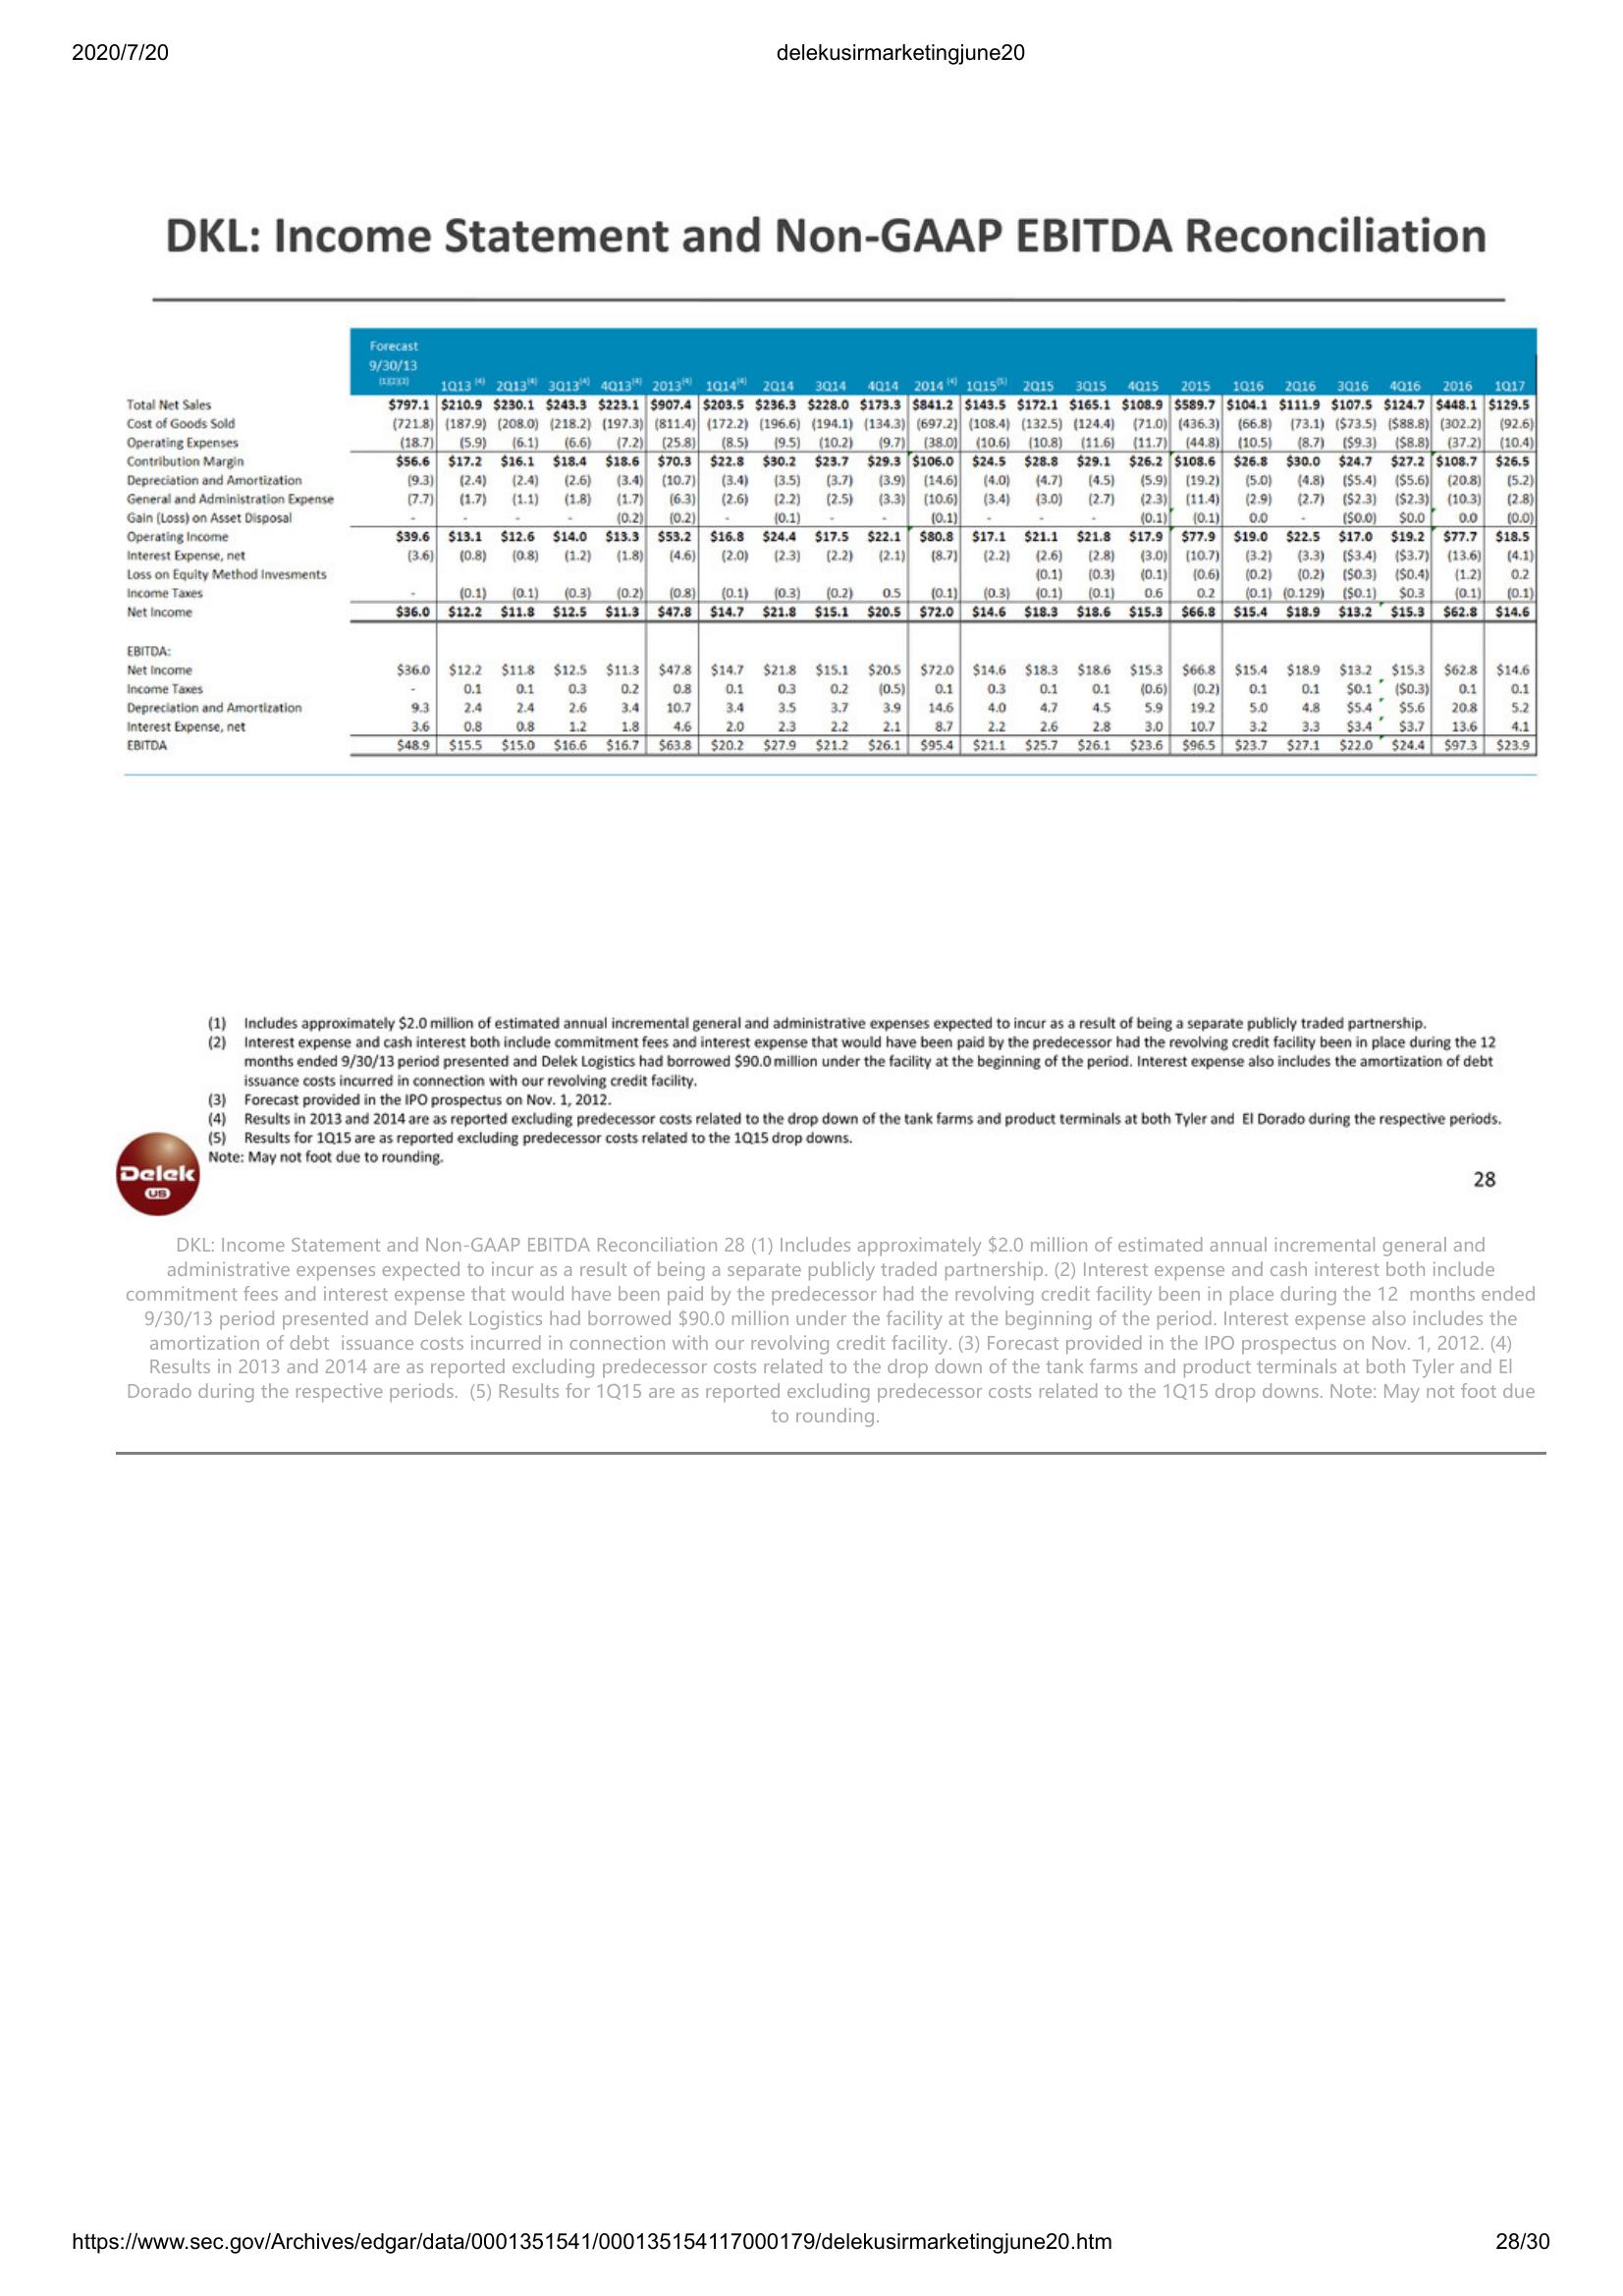 2020/7/20 delekusirmarketingjune20
DKL: Income Statement and Non-GAAP EBITDA Reconciliation
Forecast
9/30/13
(1)(2)(3) 1Q13 (4) 2Q13(4) 3Q13(4) 4Q13(4) 2013(4) 1Q14(4) 2Q14 3Q14 4Q14 2014 (4) 1Q15(5) 2Q15 3Q15 4Q15 2015 1Q16 2Q16 3Q16 4Q16 2016 1Q17
Total Net Sales $797.1 $210.9 $230.1 $243.3 $223.1 $907.4 $203.5 $236.3 $228.0 $173.3 $841.2 $143.5 $172.1 $165.1 $108.9 $589.7 $104.1 $111.9 $107.5 $124.7 $448.1 $129.5
Cost of Goods Sold (721.8) (187.9) (208.0) (218.2) (197.3) (811.4) (172.2) (196.6) (194.1) (134.3) (697.2) (108.4) (132.5) (124.4) (71.0) (436.3) (66.8) (73.1) ($73.5) ($88.8) (302.2) (92.6)
Operating Expenses (18.7) (5.9) (6.1) (6.6) (7.2) (25.8) (8.5) (9.5) (10.2) (9.7) (38.0) (10.6) (10.8) (11.6) (11.7) (44.8) (10.5) (8.7) ($9.3) ($8.8) (37.2) (10.4)
Contribution Margin $56.6 $17.2 $16.1 $18.4 $18.6 $70.3 $22.8 $30.2 $23.7 $29.3 $106.0 $24.5 $28.8 $29.1 $26.2 $108.6 $26.8 $30.0 $24.7 $27.2 $108.7 $26.5
Depreciation and Amortization (9.3) (2.4) (2.4) (2.6) (3.4) (10.7) (3.4) (3.5) (3.7) (3.9) (14.6) (4.0) (4.7) (4.5) (5.9) (19.2) (5.0) (4.8) ($5.4) ($5.6) (20.8) (5.2)
General and Administration Expense (7.7) (1.7) (1.1) (1.8) (1.7) (6.3) (2.6) (2.2) (2.5) (3.3) (10.6) (3.4) (3.0) (2.7) (2.3) (11.4) (2.9) (2.7) ($2.3) ($2.3) (10.3) (2.8)
Gain (Loss) on Asset Disposal - - - - (0.2) (0.2) - (0.1) - - (0.1) - - - (0.1) (0.1) 0.0 - ($0.0) $0.0 0.0 (0.0)
Operating Income $39.6 $13.1 $12.6 $14.0 $13.3 $53.2 $16.8 $24.4 $17.5 $22.1 $80.8 $17.1 $21.1 $21.8 $17.9 $77.9 $19.0 $22.5 $17.0 $19.2 $77.7 $18.5
Interest Expense, net (3.6) (0.8) (0.8) (1.2) (1.8) (4.6) (2.0) (2.3) (2.2) (2.1) (8.7) (2.2) (2.6) (2.8) (3.0) (10.7) (3.2) (3.3) ($3.4) ($3.7) (13.6) (4.1)
Loss on Equity Method Invesments (0.1) (0.3) (0.1) (0.6) (0.2) (0.2) ($0.3) ($0.4) (1.2) 0.2
Income Taxes - (0.1) (0.1) (0.3) (0.2) (0.8) (0.1) (0.3) (0.2) 0.5 (0.1) (0.3) (0.1) (0.1) 0.6 0.2 (0.1) (0.129) ($0.1) $0.3 (0.1) (0.1)
Net Income $36.0 $12.2 $11.8 $12.5 $11.3 $47.8 $14.7 $21.8 $15.1 $20.5 $72.0 $14.6 $18.3 $18.6 $15.3 $66.8 $15.4 $18.9 $13.2 $15.3 $62.8 $14.6
EBITDA:
Net Income $36.0 $12.2 $11.8 $12.5 $11.3 $47.8 $14.7 $21.8 $15.1 $20.5 $72.0 $14.6 $18.3 $18.6 $15.3 $66.8 $15.4 $18.9 $13.2 $15.3 $62.8 $14.6
Income Taxes - 0.1 0.1 0.3 0.2 0.8 0.1 0.3 0.2 (0.5) 0.1 0.3 0.1 0.1 (0.6) (0.2) 0.1 0.1 $0.1 ($0.3) 0.1 0.1
Depreciation and Amortization 9.3 2.4 2.4 2.6 3.4 10.7 3.4 3.5 3.7 3.9 14.6 4.0 4.7 4.5 5.9 19.2 5.0 4.8 $5.4 $5.6 20.8 5.2
Interest Expense, net 3.6 0.8 0.8 1.2 1.8 4.6 2.0 2.3 2.2 2.1 8.7 2.2 2.6 2.8 3.0 10.7 3.2 3.3 $3.4 $3.7 13.6 4.1
EBITDA $48.9 $15.5 $15.0 $16.6 $16.7 $63.8 $20.2 $27.9 $21.2 $26.1 $95.4 $21.1 $25.7 $26.1 $23.6 $96.5 $23.7 $27.1 $22.0 $24.4 $97.3 $23.9
(1) Includes approximately $2.0 million of estimated annual incremental general and administrative expenses expected to incur as a result of being a separate publicly traded partnership.
(2) Interest expense and cash interest both include commitment fees and interest expense that would have been paid by the predecessor had the revolving credit facility been in place during the 12
months ended 9/30/13 period presented and Delek Logistics had borrowed $90.0 million under the facility at the beginning of the period. Interest expense also includes the amortization of debt
issuance costs incurred in connection with our revolving credit facility.
(3) Forecast provided in the IPO prospectus on Nov. 1, 2012.
(4) Results in 2013 and 2014 are as reported excluding predecessor costs related to the drop down of the tank farms and product terminals at both Tyler and El Dorado during the respective periods.
(5) Results for 1Q15 are as reported excluding predecessor costs related to the 1Q15 drop downs.
Note: May not foot due to rounding.
Delek
US
28
DKL: Income Statement and Non-GAAP EBITDA Reconciliation 28 (1) Includes approximately $2.0 million of estimated annual incremental general and
administrative expenses expected to incur as a result of being a separate publicly traded partnership. (2) Interest expense and cash interest both include
commitment fees and interest expense that would have been paid by the predecessor had the revolving credit facility been in place during the 12 months ended
9/30/13 period presented and Delek Logistics had borrowed $90.0 million under the facility at the beginning of the period. Interest expense also includes the
amortization of debt issuance costs incurred in connection with our revolving credit facility. (3) Forecast provided in the IPO prospectus on Nov. 1, 2012. (4)
Results in 2013 and 2014 are as reported excluding predecessor costs related to the drop down of the tank farms and product terminals at both Tyler and El
Dorado during the respective periods. (5) Results for 1Q15 are as reported excluding predecessor costs related to the 1Q15 drop downs. Note: May not foot due
to rounding.
https://www.sec.gov/Archives/edgar/data/0001351541/000135154117000179/delekusirmarketingjune20.htm 28/30